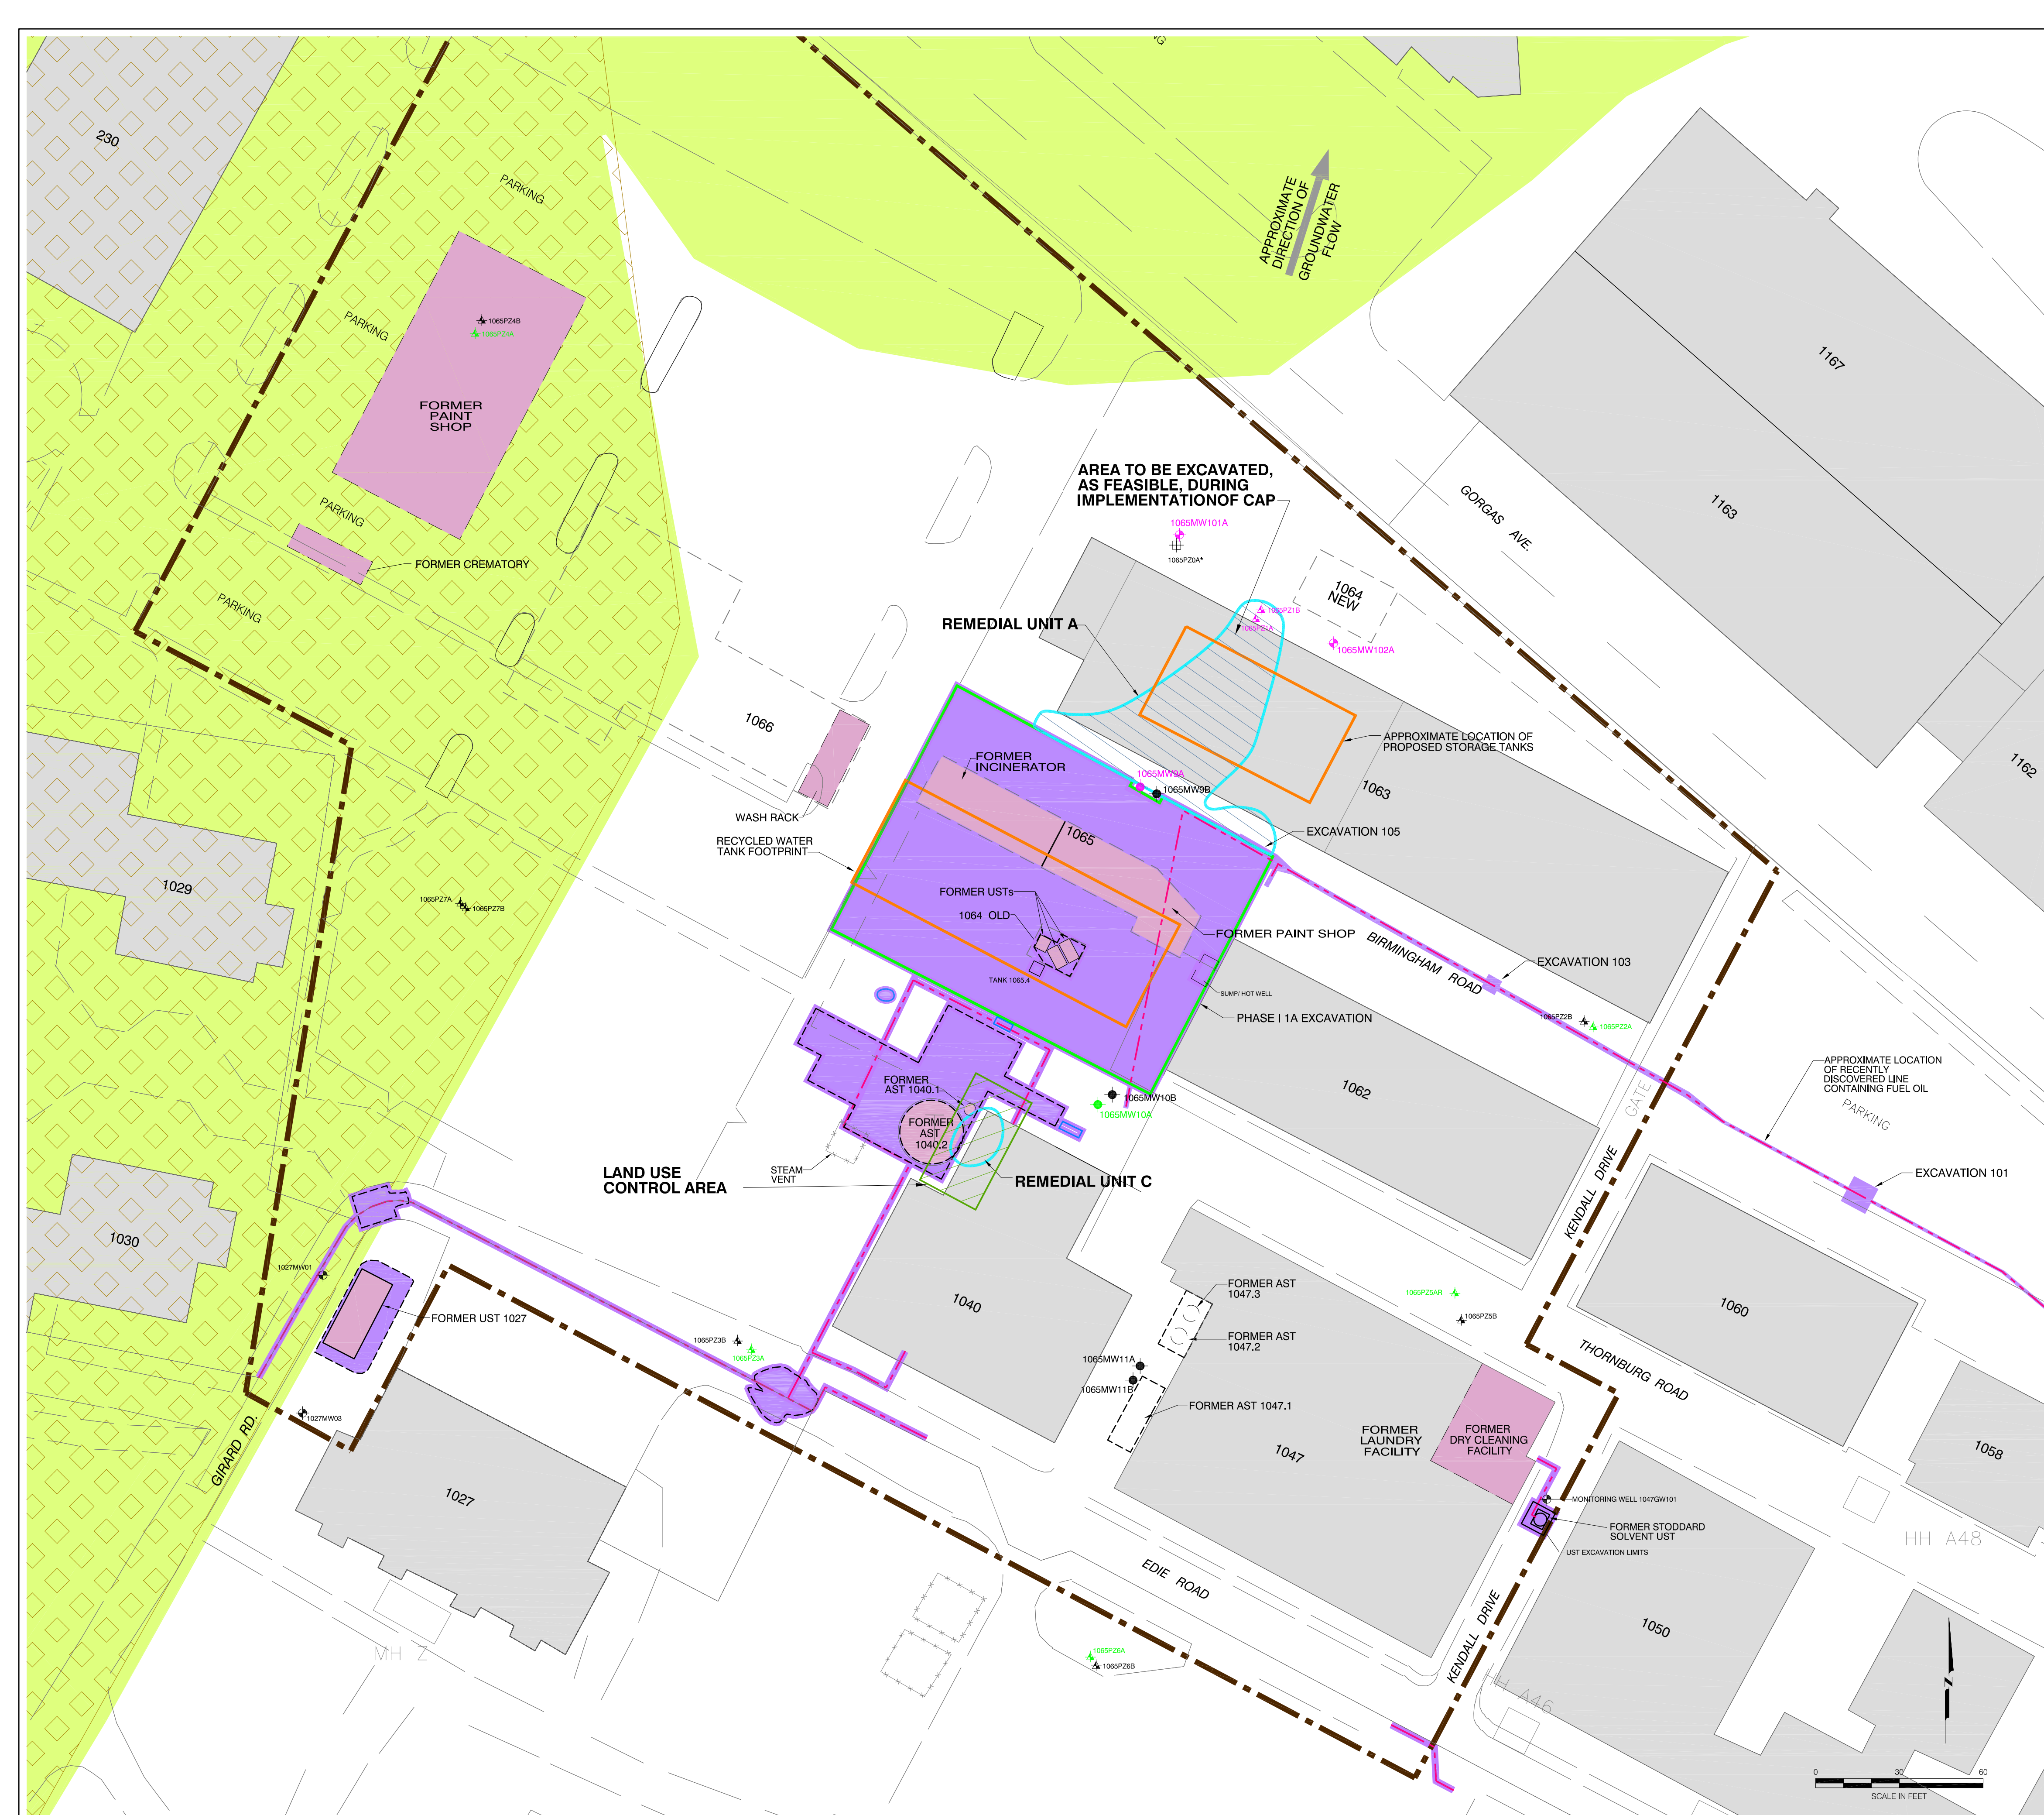 230
PARKING
PARKING
1065PZ4B
1065PZ4A
FORMER
PAINT
SHOP
PARKING
FORMER CREMATORY
PARKING
APPROXIMATE
DIRECTION OF
GROUNDWATER
FLOW
1167
1163
1162
GORGAS AVE.
AREA TO BE EXCAVATED,
AS FEASIBLE, DURING
IMPLEMENTATIONOF CAP
1065MW101A
1065PZ0A*
1064
NEW
1065PZ1B
1065PZ1A
1065MW102A
REMEDIAL UNIT A
1066
APPROXIMATE LOCATION OF
PROPOSED STORAGE TANKS
FORMER
INCINERATOR
1065MW9A
1065MW9B
1063
WASH RACK
1065
EXCAVATION 105
RECYCLED WATER
TANK FOOTPRINT
1029
FORMER USTs
1064 OLD
1065PZ7A
1065PZ7B
FORMER PAINT SHOP
BIRMINGHAM ROAD
EXCAVATION 103
TANK 1065.4
SUMP/ HOT WELL
PHASE I 1A EXCAVATION
1065PZ2B
1065PZ2A
APPROXIMATE LOCATION
OF RECENTLY
DISCOVERED LINE
CONTAINING FUEL OIL
FORMER
AST 1040.1
1065MW10B
1065MW10A
1062
GATE
PARKING
FORMER
AST
1040.2
STEAM
VENT
LAND USE
CONTROL AREA
REMEDIAL UNIT C
EXCAVATION 101
KENDALL DRIVE
1030
1027MW01
FORMER UST 1027
1040
FORMER AST
1047.3
1065PZ5AR
1065PZ5B
1060
FORMER AST
1047.2
1065PZ3B
1065PZ3A
1065MW11A
1065MW11B
THORNBURG ROAD
FORMER AST 1047.1
1027MW03
GIRARD RD.
FORMER
LAUNDRY
FACILITY
FORMER
DRY CLEANING
FACILITY
1047
1058
1027
MONITORING WELL 1047GW101
FORMER STODDARD
SOLVENT UST
UST EXCAVATION LIMITS
HH A48
EDIE ROAD
KENDALL DRIVE
1050
MH Z
1065PZ6A
1065PZ6B
HH A46
N
0 30 60
SCALE IN FEET